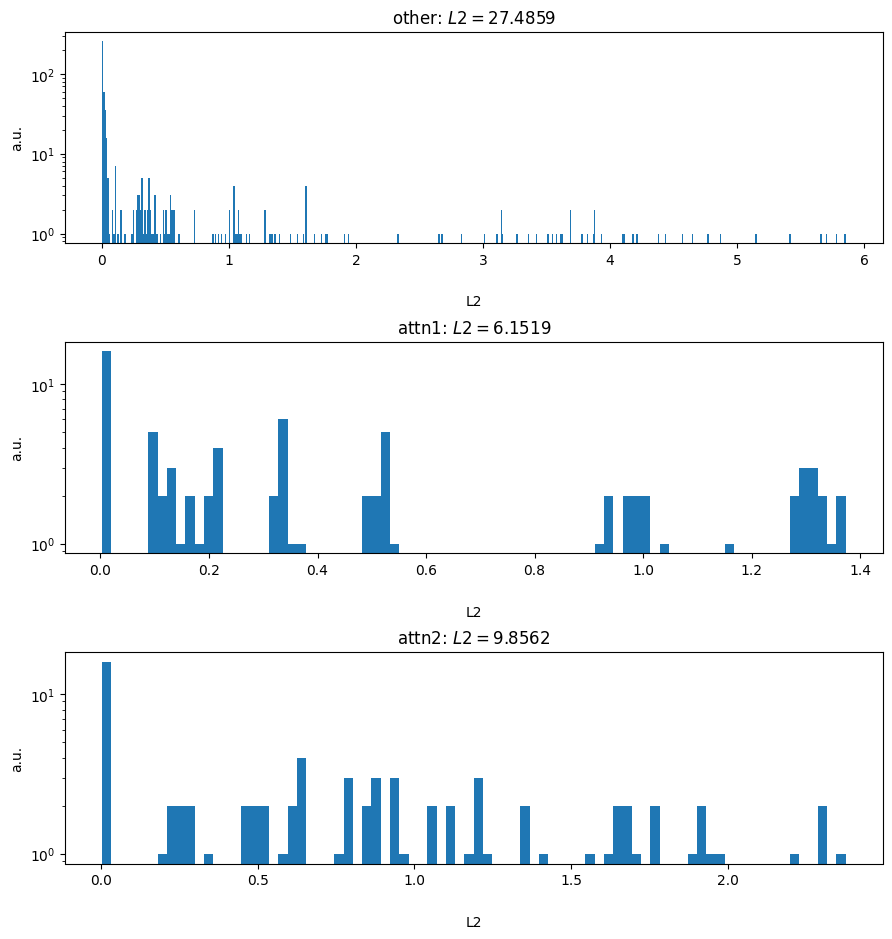 other: L2 = 27.4859
a.u.
10²
10¹
10⁰
0 1 2 3 4 5 6
L2
attn1: L2 = 6.1519
a.u.
10¹
10⁰
0.0 0.2 0.4 0.6 0.8 1.0 1.2 1.4
L2
attn2: L2 = 9.8562
a.u.
10¹
10⁰
0.0 0.5 1.0 1.5 2.0
L2